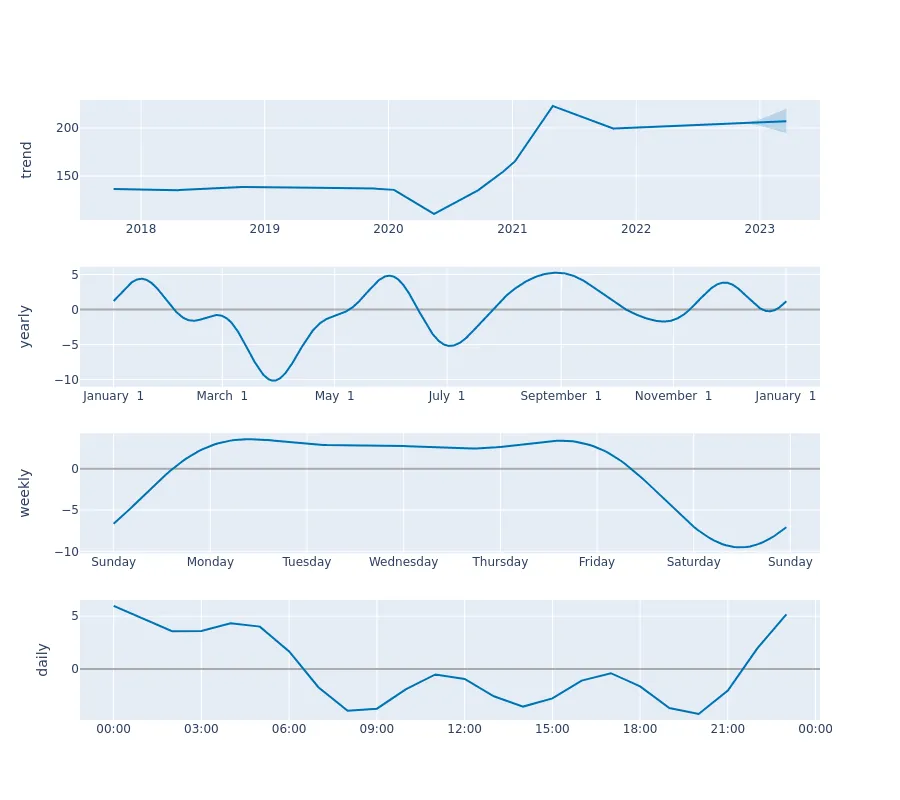 trend
200
150
2018 2019 2020 2021 2022 2023
yearly
5
0
−5
−10
January 1 March 1 May 1 July 1 September 1 November 1 January 1
weekly
0
−5
−10
Sunday Monday Tuesday Wednesday Thursday Friday Saturday Sunday
daily
5
0
00:00 03:00 06:00 09:00 12:00 15:00 18:00 21:00 00:00